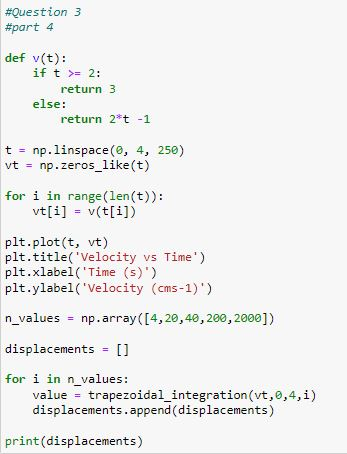 #Question 3
#part 4
def v(t):
if t >= 2:
return 3
else:
return 2*t -1
t = np.linspace(0, 4, 250)
vt = np.zeros_like(t)
for i in range(len(t)):
vt[i] = v(t[i])
plt.plot(t, vt)
plt.title('Velocity vs Time')
plt.xlabel('Time (s)')
plt.ylabel('Velocity (cms-1)')
n_values = np.array([4,20,40,200,2000])
displacements = []
for i in n_values:
value = trapezoidal_integration(vt,0,4,i)
displacements.append(displacements)
print(displacements)